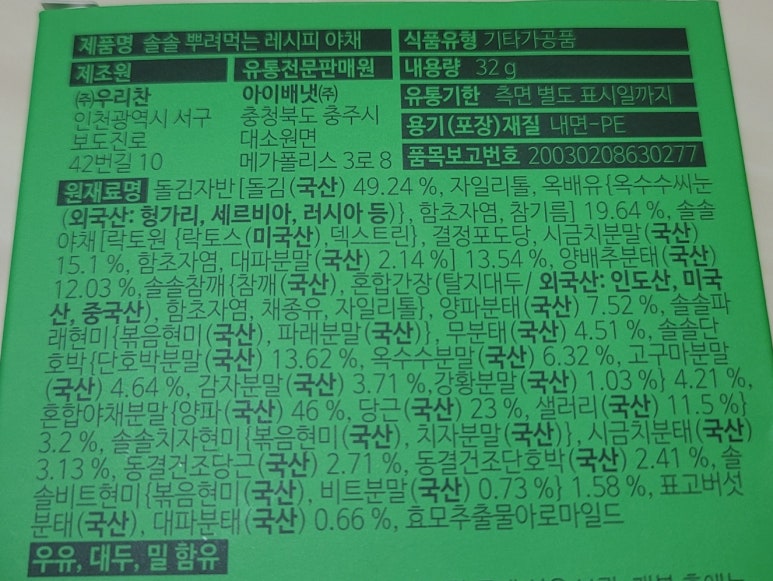 제품명 솔솔 뿌려먹는 레시피 야채
식품유형 기타가공품
제조원
유통전문판매원
내용량 32 g
㈜우리찬
인천광역시 서구
보도진로
42번길 10
아이배냇㈜
충청북도 충주시
대소원면
메가폴리스 3로 8
유통기한 측면 별도 표시일까지
용기(포장)재질 내면-PE
품목보고번호 20030208630277
원재료명 돌김자반[돌김(국산) 49.24 %, 자일리톨, 옥배유{옥수수씨눈
(외국산: 헝가리, 세르비아, 러시아 등)}, 함초자염, 참기름] 19.64 %, 솔솔
야채[락토원 {락토스(미국산),덱스트린}, 결정포도당, 시금치분말(국산)
15.1 %, 함초자염, 대파분말(국산) 2.14 %] 13.54 %, 양배추분태(국산)
12.03 %, 솔솔참깨{참깨(국산), 혼합간장(탈지대두/ 외국산: 인도산, 미국
산, 중국산), 함초자염, 채종유, 자일리톨}, 양파분태(국산) 7.52 %, 솔솔파
래현미{볶음현미(국산), 파래분말(국산)}, 무분태(국산) 4.51 %, 솔솔단
호박{단호박분말(국산) 13.62 %, 옥수수분말(국산) 6.32 %, 고구마분말
(국산) 4.64 %, 감자분말(국산) 3.71 %,강황분말(국산) 1.03 %} 4.21 %,
혼합야채분말{양파(국산) 46 %, 당근(국산) 23 %, 샐러리(국산) 11.5 %}
3.2 %, 솔솔치자현미{볶음현미(국산), 치자분말(국산)}, 시금치분태(국산)
3.13 %, 동결건조당근(국산) 2.71 %, 동결건조단호박(국산) 2.41 %, 솔
솔비트현미{볶음현미(국산), 비트분말(국산) 0.73 %} 1.58 %, 표고버섯
분태(국산), 대파분태(국산) 0.66 %, 효모추출물아로마일드
우유, 대두, 밀 함유